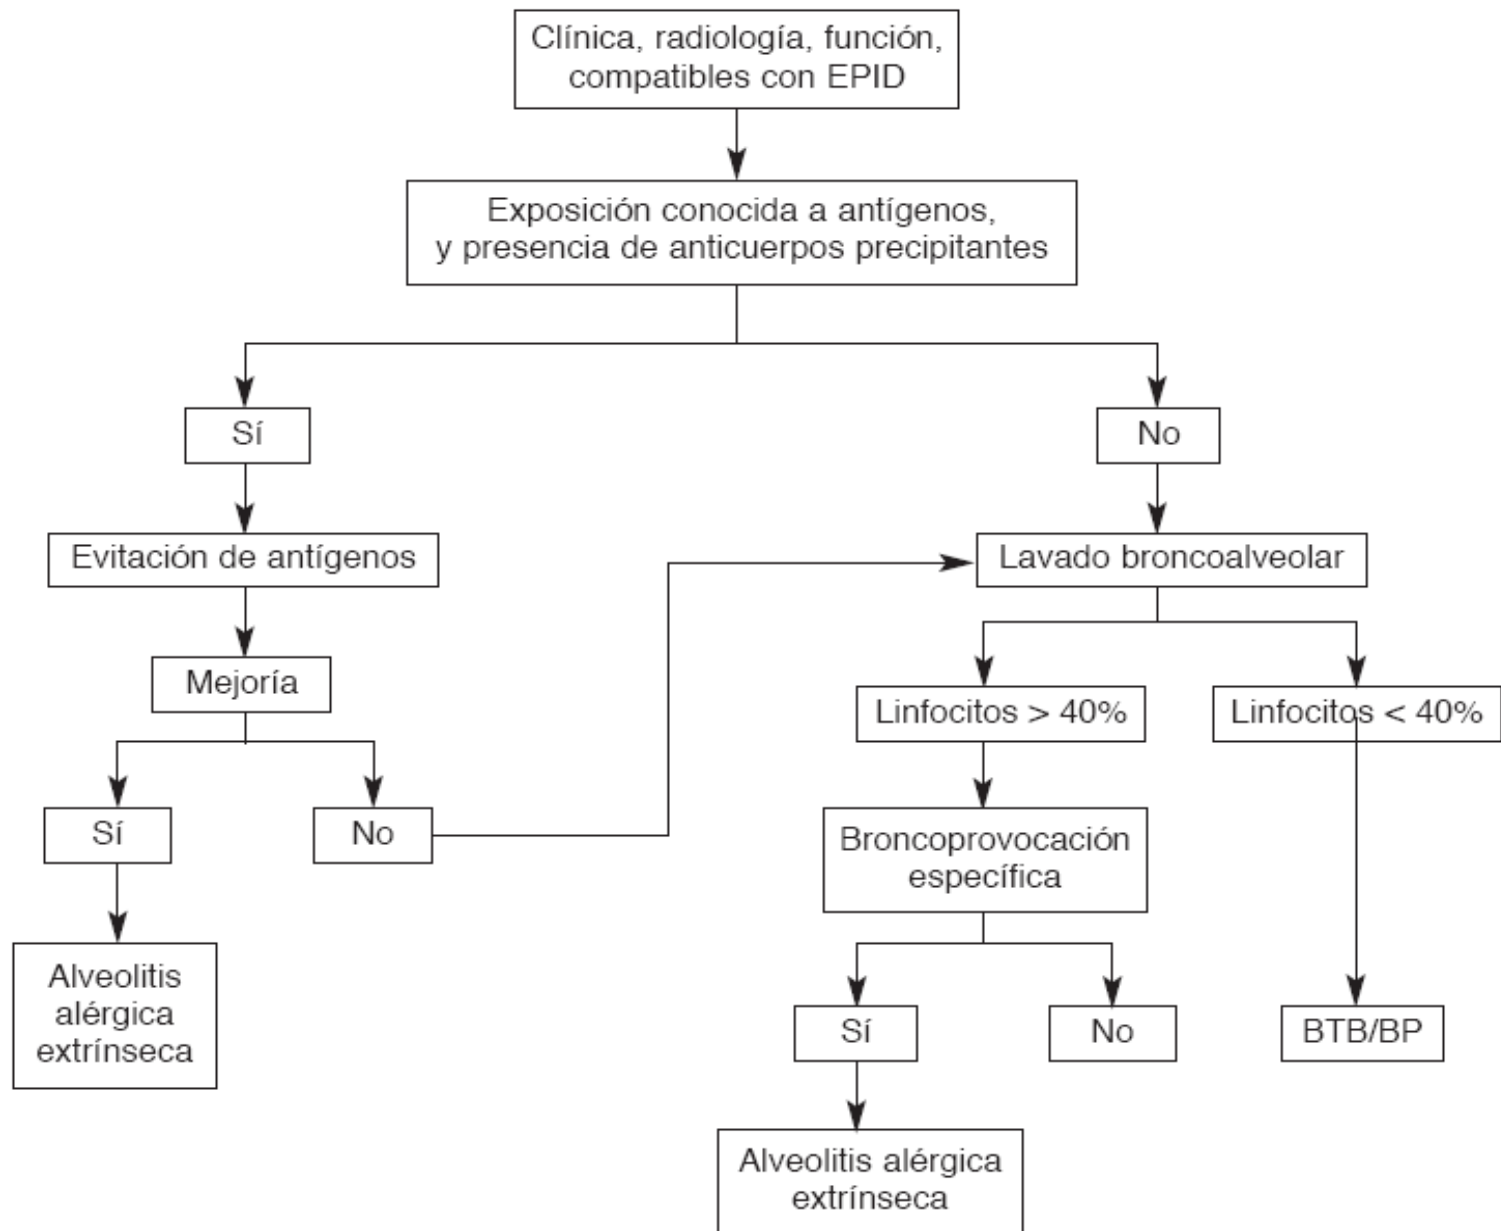 Clínica, radiología, función,
compatibles con EPID
Exposición conocida a antígenos,
y presencia de anticuerpos precipitantes
Sí
No
Evitación de antígenos
Lavado broncoalveolar
Mejoría
Linfocitos > 40%
Linfocitos < 40%
Sí
No
Broncoprovocación
específica
Alveolitis
alérgica
extrínseca
Sí
No
BTB/BP
Alveolitis alérgica
extrínseca